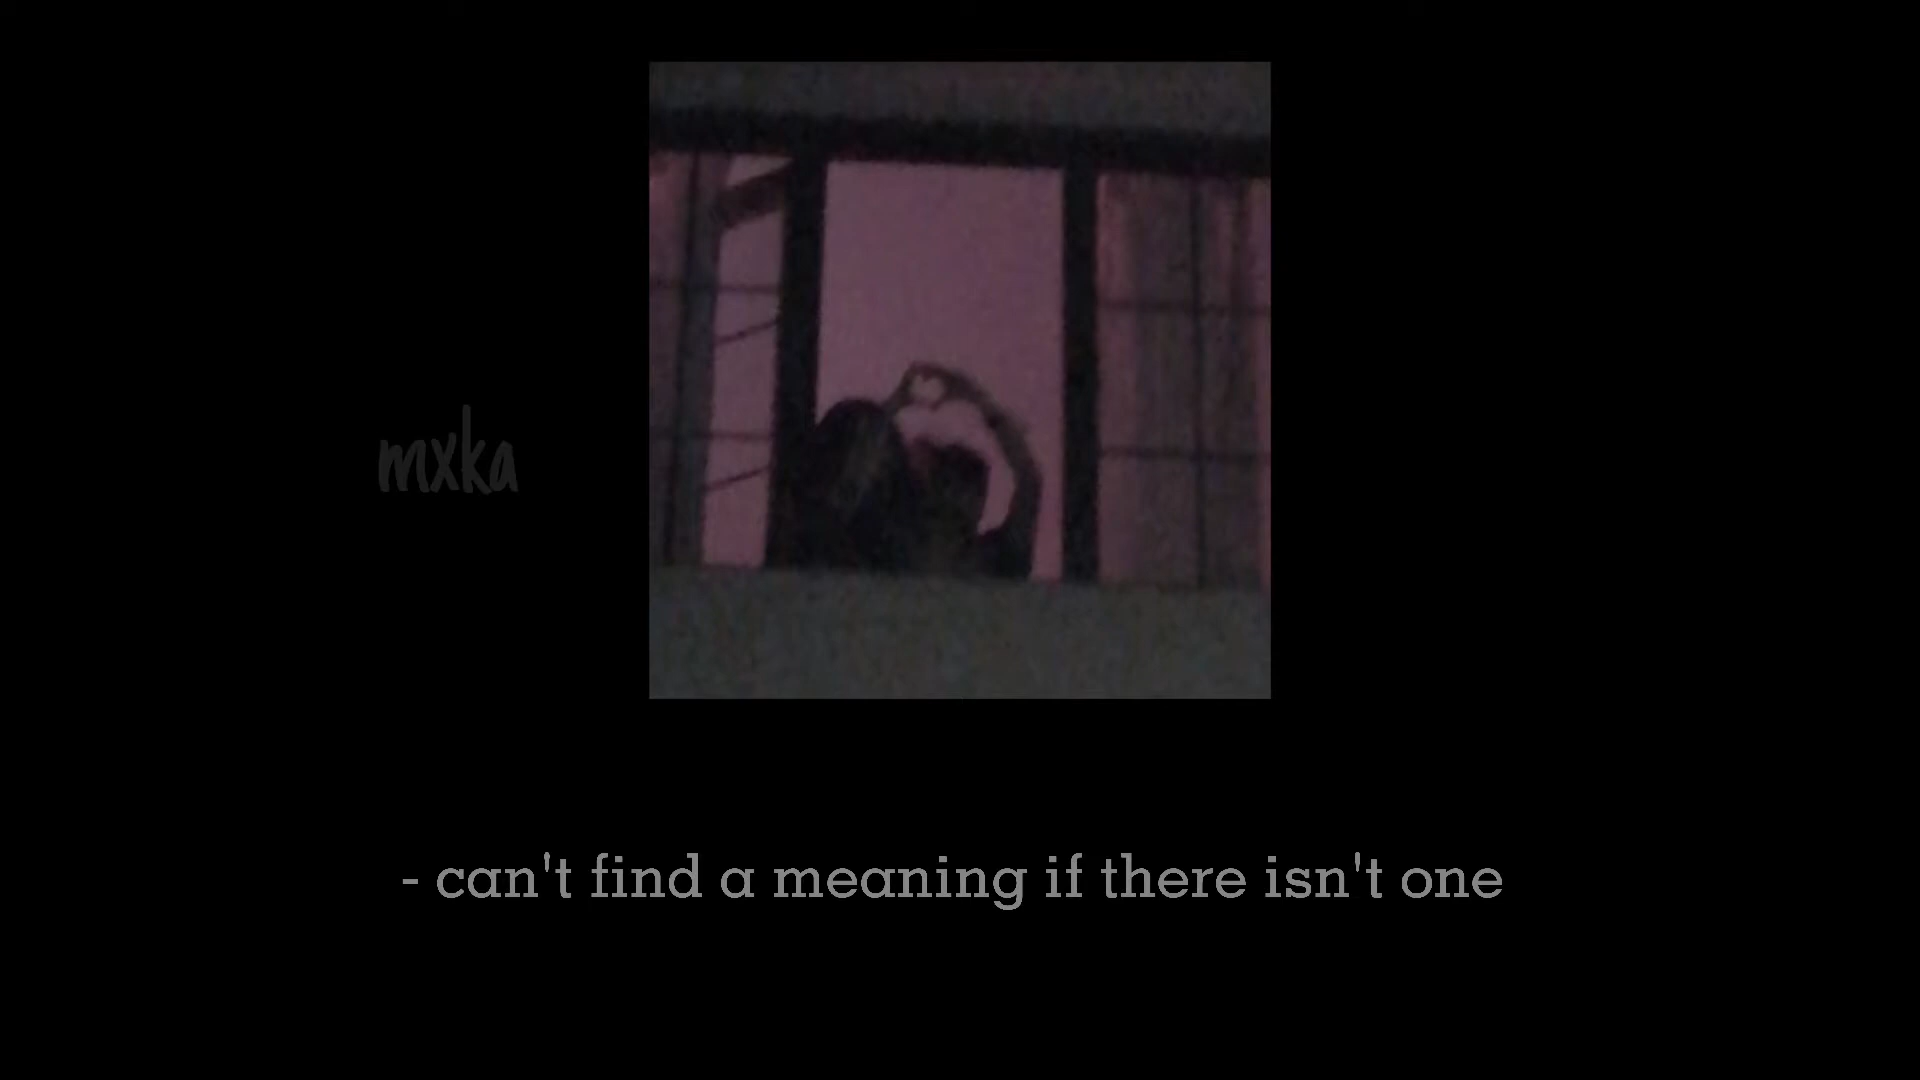 mxka
- can't find a meaning if there isn't one